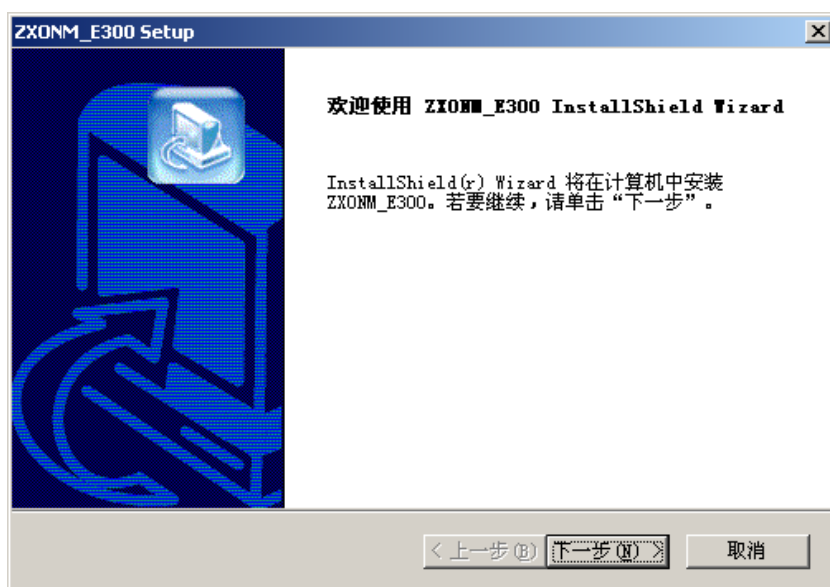 ZXONM_E300 Setup
欢迎使用 ZXONM_E300 InstallShield Wizard
InstallShield(r) Wizard 将在计算机中安装
ZXONM_E300。若要继续，请单击“下一步”。
< 上一步(B) 下一步(N) > 取消